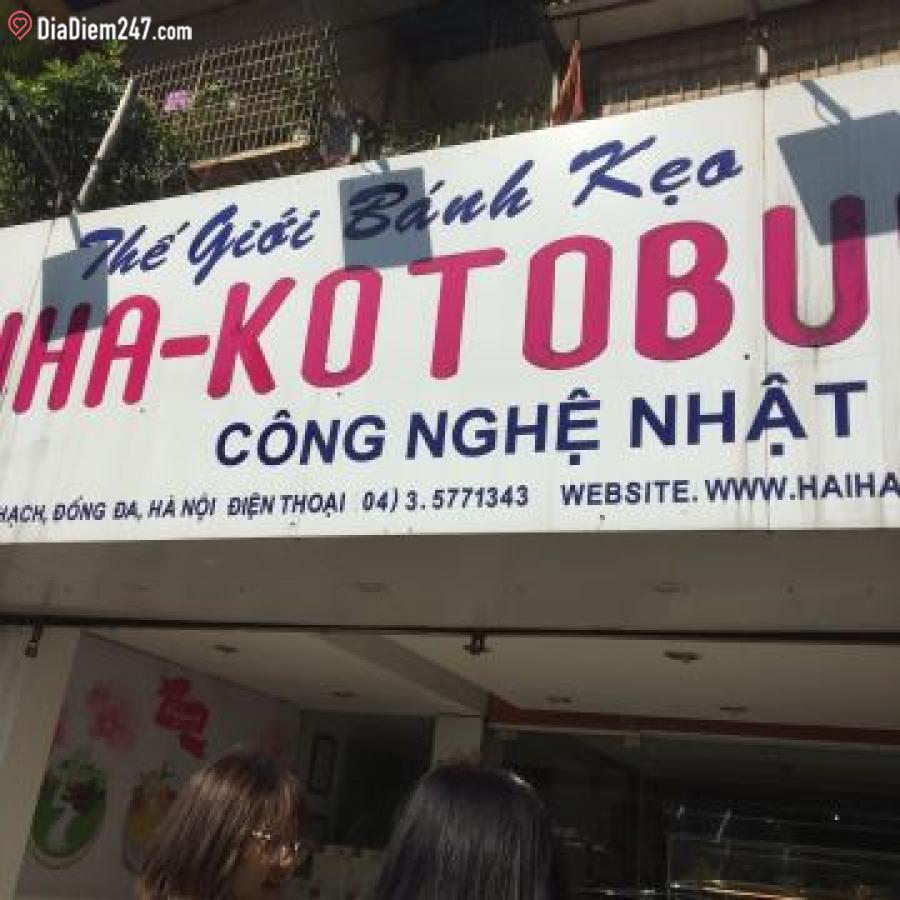 DiaDiem247.com
Thế Giới Bánh Kẹo
IHA-KOTOBU
CÔNG NGHỆ NHẬT
HẠCH, ĐỐNG ĐA, HÀ NỘI ĐIỆN THOẠI 04) 3. 5771343 WEBSITE. WWW.HAIHA